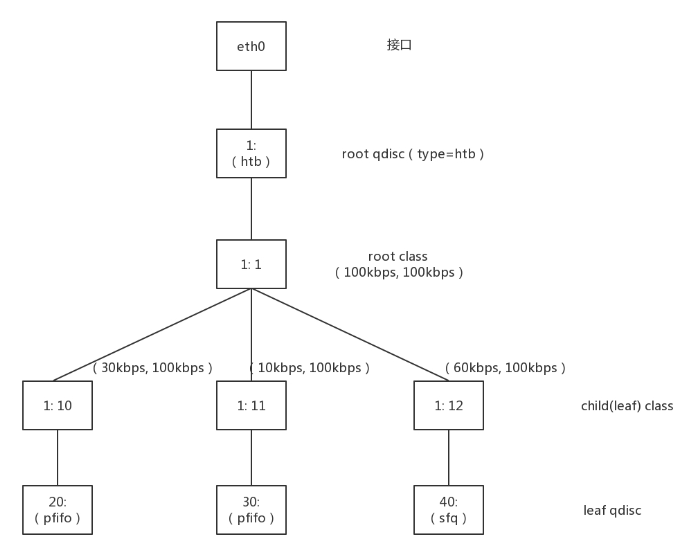 eth0
接口
1:
( htb )
root qdisc ( type=htb )
1: 1
root class
( 100kbps, 100kbps )
( 30kbps, 100kbps )
( 10kbps, 100kbps )
( 60kbps, 100kbps )
1: 10
1: 11
1: 12
child(leaf) class
20:
( pfifo )
30:
( pfifo )
40:
( sfq )
leaf qdisc